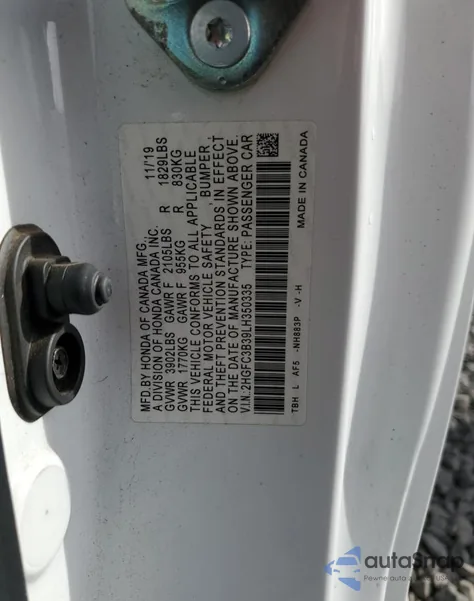 MFD.BY HONDA OF CANADA MFG., 11/19
A DIVISION OF HONDA CANADA INC.
GVWR 3902LBS GAWR F 2105LBS R 1829LBS
GVWR 1770KG GAWR F 955KG R 830KG
THIS VEHICLE CONFORMS TO ALL APPLICABLE
FEDERAL MOTOR VEHICLE SAFETY , BUMPER ,
AND THEFT PREVENTION STANDARDS IN EFFECT
ON THE DATE OF MANUFACTURE SHOWN ABOVE.
V.I.N.:2HGFC3B39LH350335 TYPE: PASSENGER CAR
TBH L AF5 -NH883P -V -H MADE IN CANADA
autoSnap
Pewne auto z USA